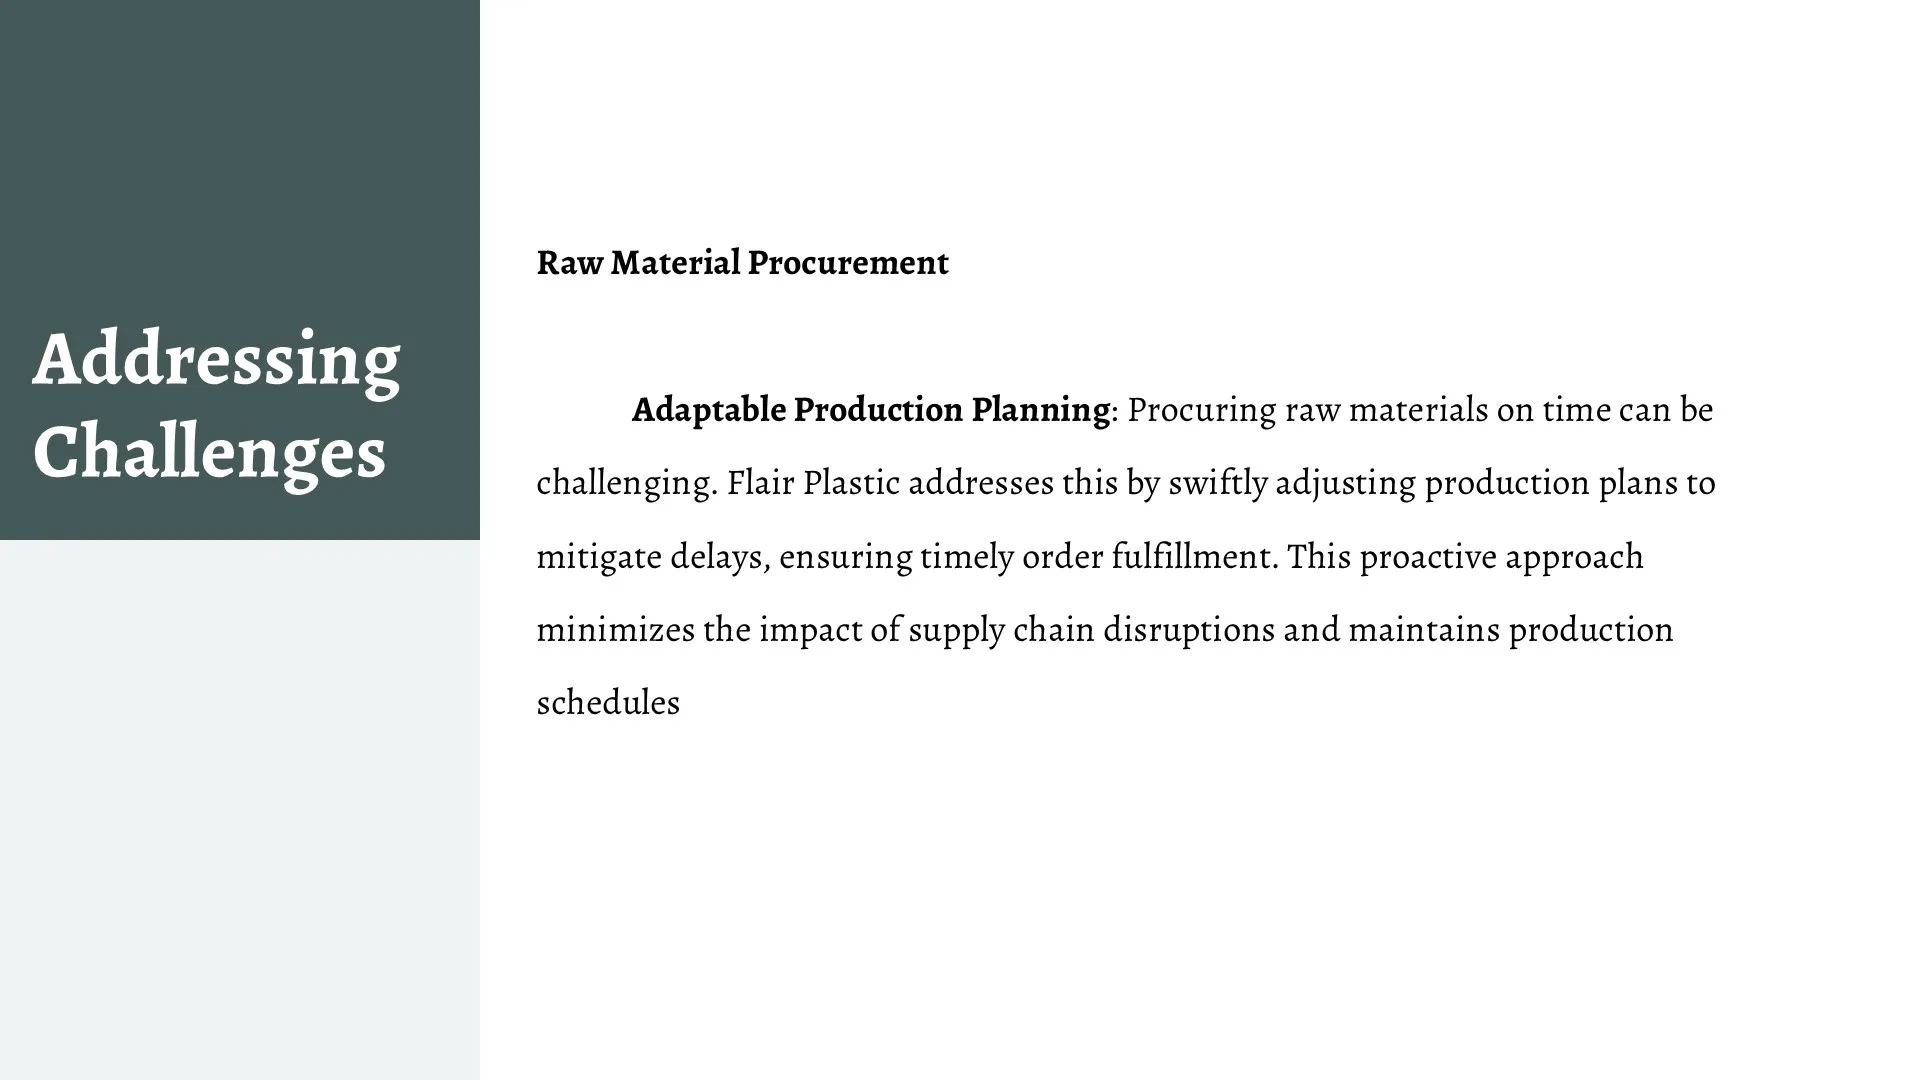 Addressing
Challenges
Raw Material Procurement
Adaptable Production Planning: Procuring raw materials on time can be
challenging. Flair Plastic addresses this by swiftly adjusting production plans to
mitigate delays, ensuring timely order fulfillment. This proactive approach
minimizes the impact of supply chain disruptions and maintains production
schedules